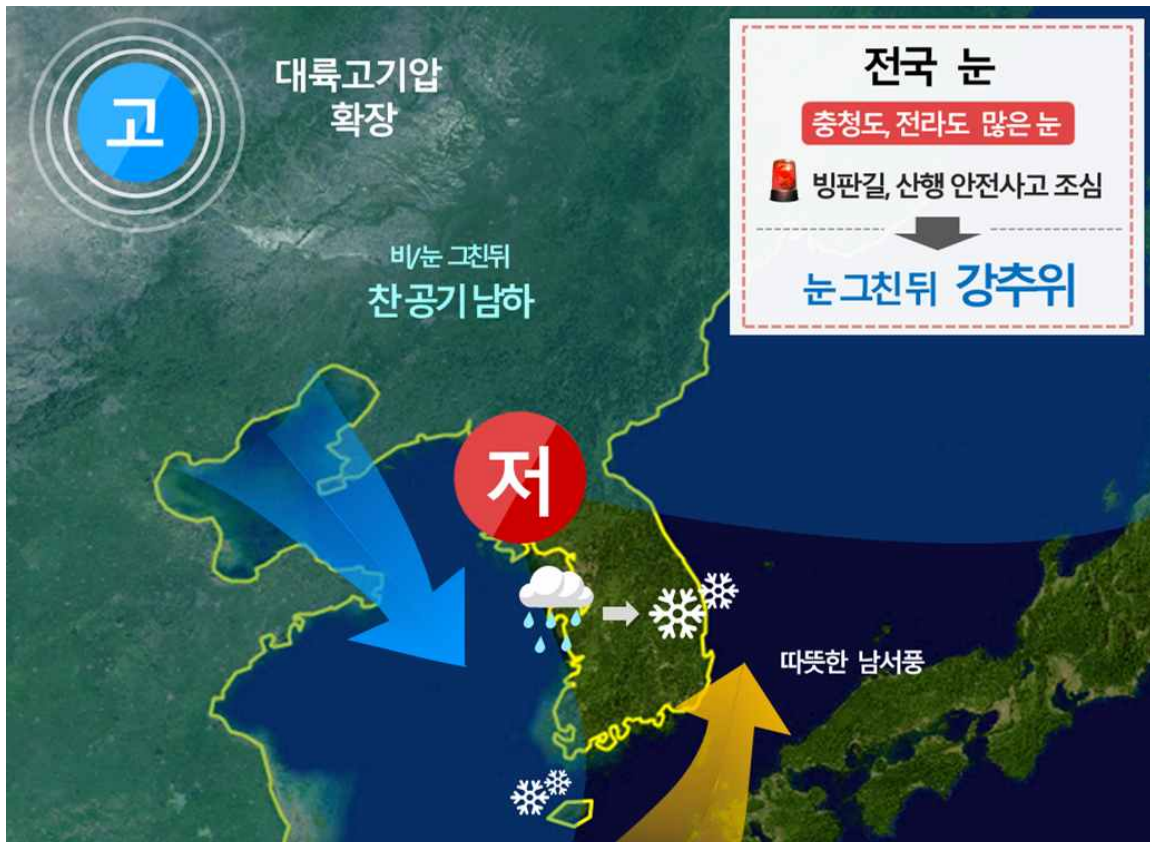 고
대륙고기압
확장
전국 눈
충청도, 전라도 많은 눈
빙판길, 산행 안전사고 조심
눈 그친 뒤 강추위
비/눈 그친뒤
찬 공기 남하
저
따뜻한 남서풍